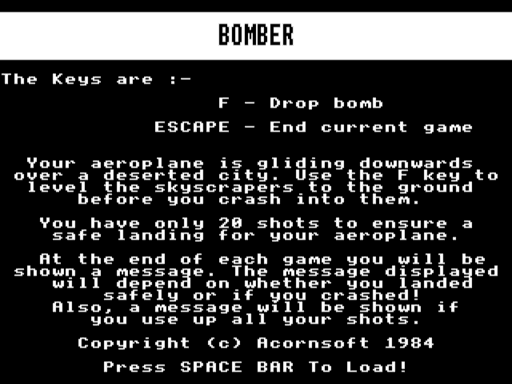 BOMBER
The Keys are :-
F - Drop bomb
ESCAPE - End current game
Your aeroplane is gliding downwards
over a deserted city. Use the F key to
level the skyscrapers to the ground
before you crash into them.
You have only 20 shots to ensure a
safe landing for your aeroplane.
At the end of each game you will be
shown a message. The message displayed
will depend on whether you landed
safely or if you crashed!
Also, a message will be shown if
you use up all your shots.
Copyright (c) Acornsoft 1984
Press SPACE BAR To Load!